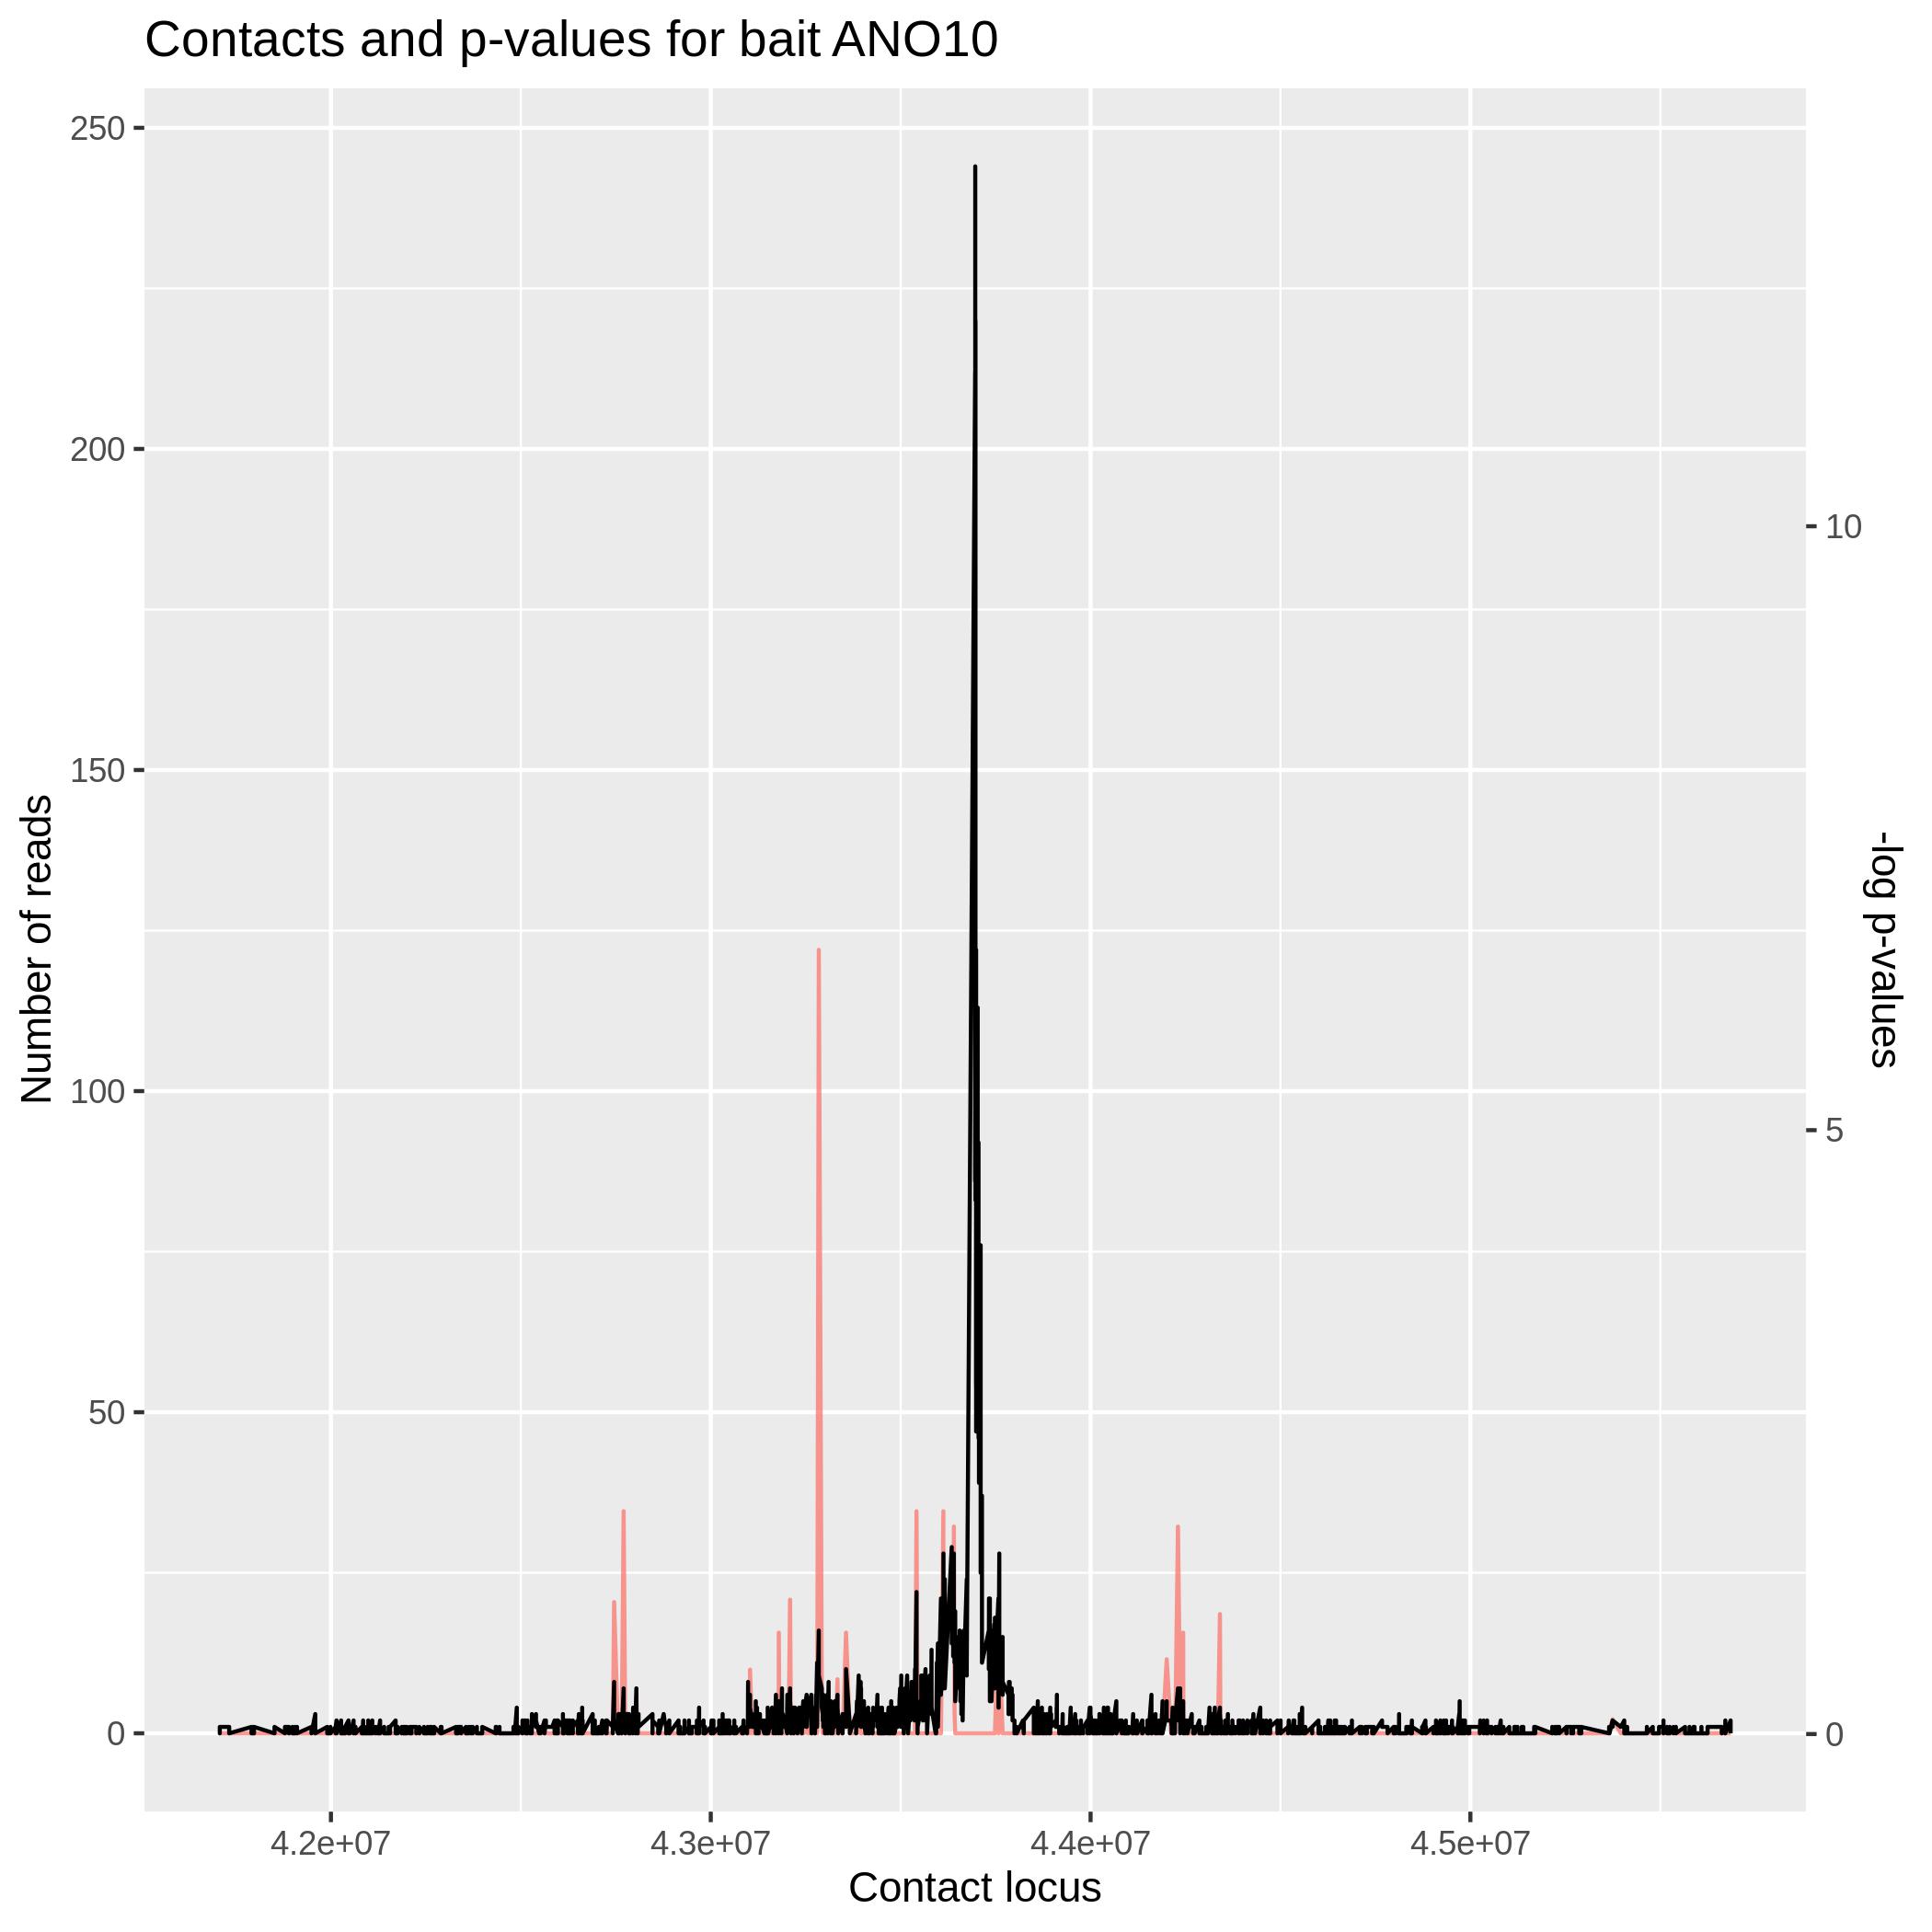 Contacts and p-values for bait ANO10
250
200
150
100
50
0
Number of reads
10
5
0
-log p-values
4.2e+07
4.3e+07
4.4e+07
4.5e+07
Contact locus